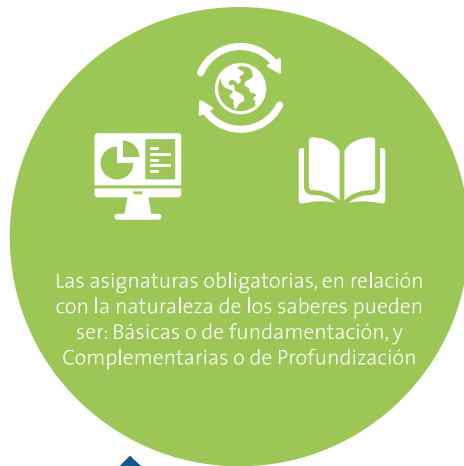 Las asignaturas obligatorias, en relación
con la naturaleza de los saberes pueden
ser: Básicas o de fundamentación, y
Complementarias o de Profundización